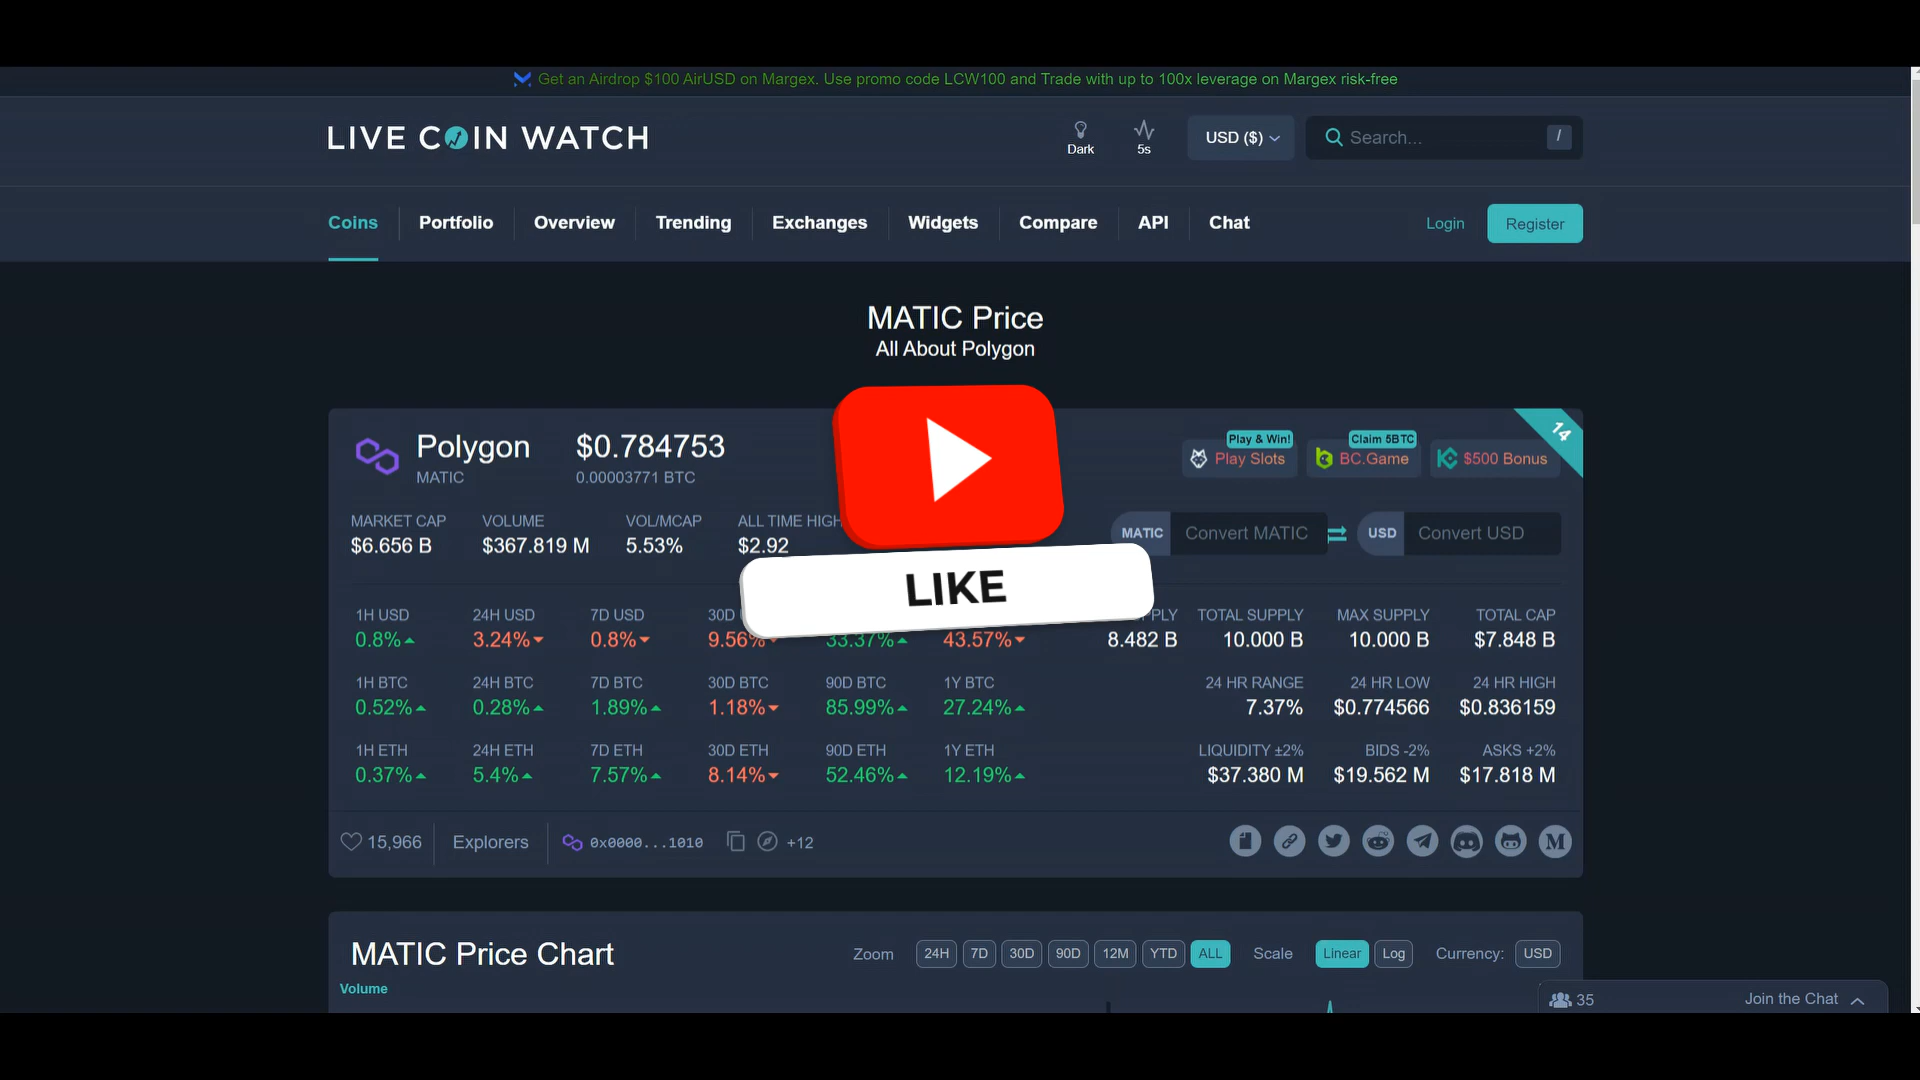 Get an Airdrop $100 AirUSD on Margex. Use promo code LCW100 and Trade with up to 100x leverage on Margex risk-free
LIVE COIN WATCH
Dark
5s
USD ($)
Search...
/
Coins
Portfolio
Overview
Trending
Exchanges
Widgets
Compare
API
Chat
Login
Register
MATIC Price
All About Polygon
14
Polygon
MATIC
$0.784753
0.00003771 BTC
Play & Win!
Play Slots
Claim 5BTC
BC.Game
$500 Bonus
MARKET CAP
$6.656 B
VOLUME
$367.819 M
VOL/MCAP
5.53%
ALL TIME HIGH
$2.92
MATIC
Convert MATIC
USD
Convert USD
LIKE
1H USD 24H USD 7D USD 30D
0.8% 3.24% 0.8% 9.56% 33.37% 43.57%
1H BTC 24H BTC 7D BTC 30D BTC 90D BTC 1Y BTC
0.52% 0.28% 1.89% 1.18% 85.99% 27.24%
1H ETH 24H ETH 7D ETH 30D ETH 90D ETH 1Y ETH
0.37% 5.4% 7.57% 8.14% 52.46% 12.19%
TOTAL SUPPLY MAX SUPPLY TOTAL CAP
8.482 B 10.000 B 10.000 B $7.848 B
24 HR RANGE 24 HR LOW 24 HR HIGH
7.37% $0.774566 $0.836159
LIQUIDITY ±2% BIDS -2% ASKS +2%
$37.380 M $19.562 M $17.818 M
15,966
Explorers
0x0000...1010
+12
M
MATIC Price Chart
Zoom 24H 7D 30D 90D 12M YTD ALL
Scale Linear Log
Currency: USD
Volume
35
Join the Chat